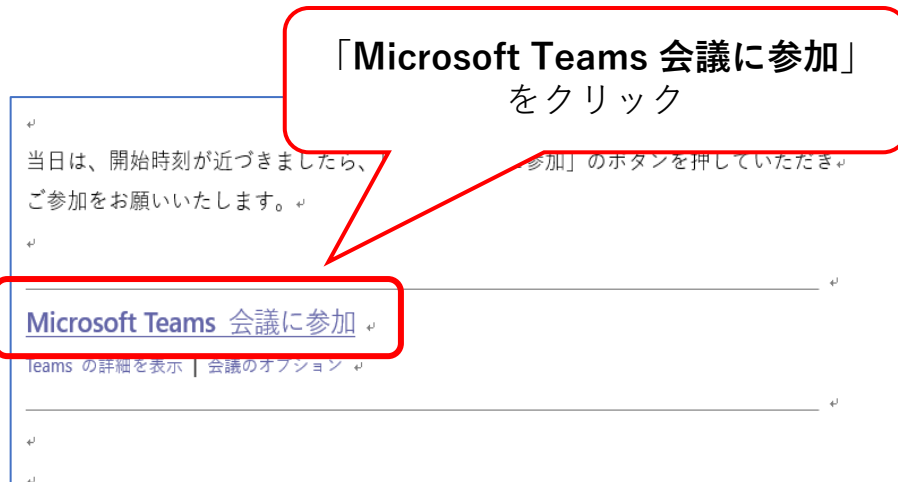 「Microsoft Teams 会議に参加」
をクリック
当日は、開始時刻が近づきましたら、
参加」のボタンを押していただき
ご参加をお願いいたします。
Microsoft Teams 会議に参加
Teams の詳細を表示 | 会議のオプション